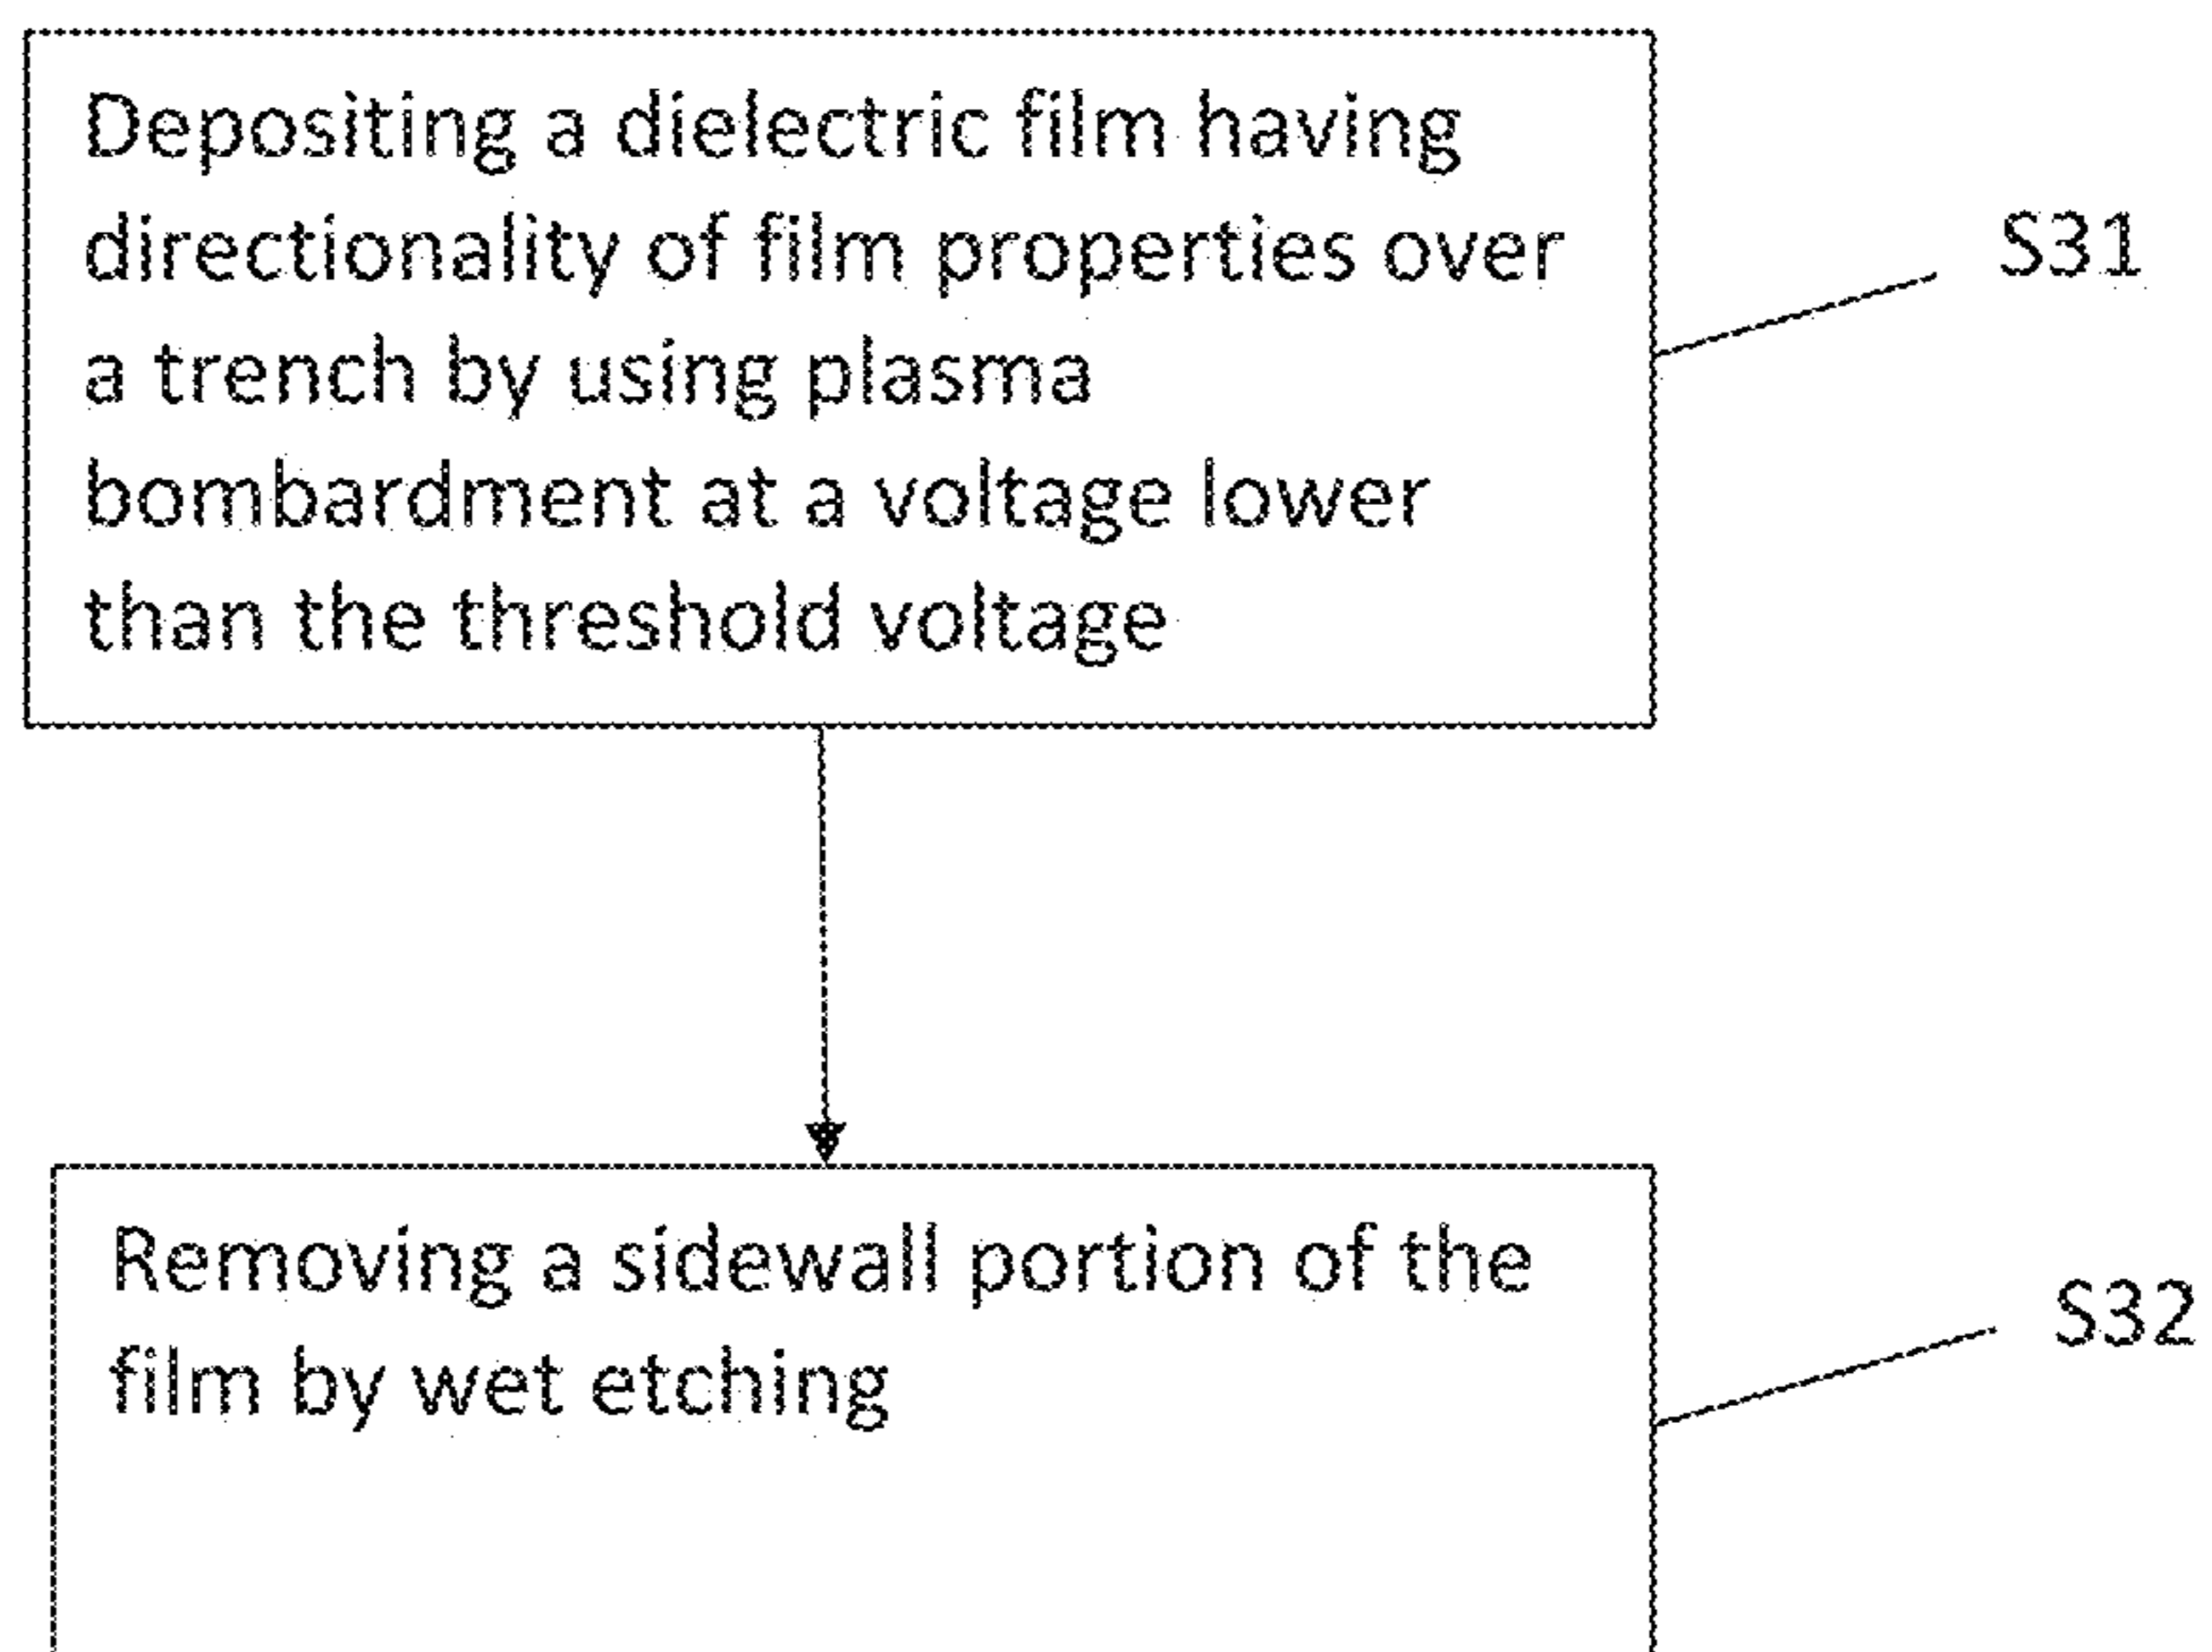 Depositing a dielectric film having
directionality of film properties over
a trench by using plasma
bombardment at a voltage lower
than the threshold voltage
S31
Removing a sidewall portion of the
film by wet etching
S32